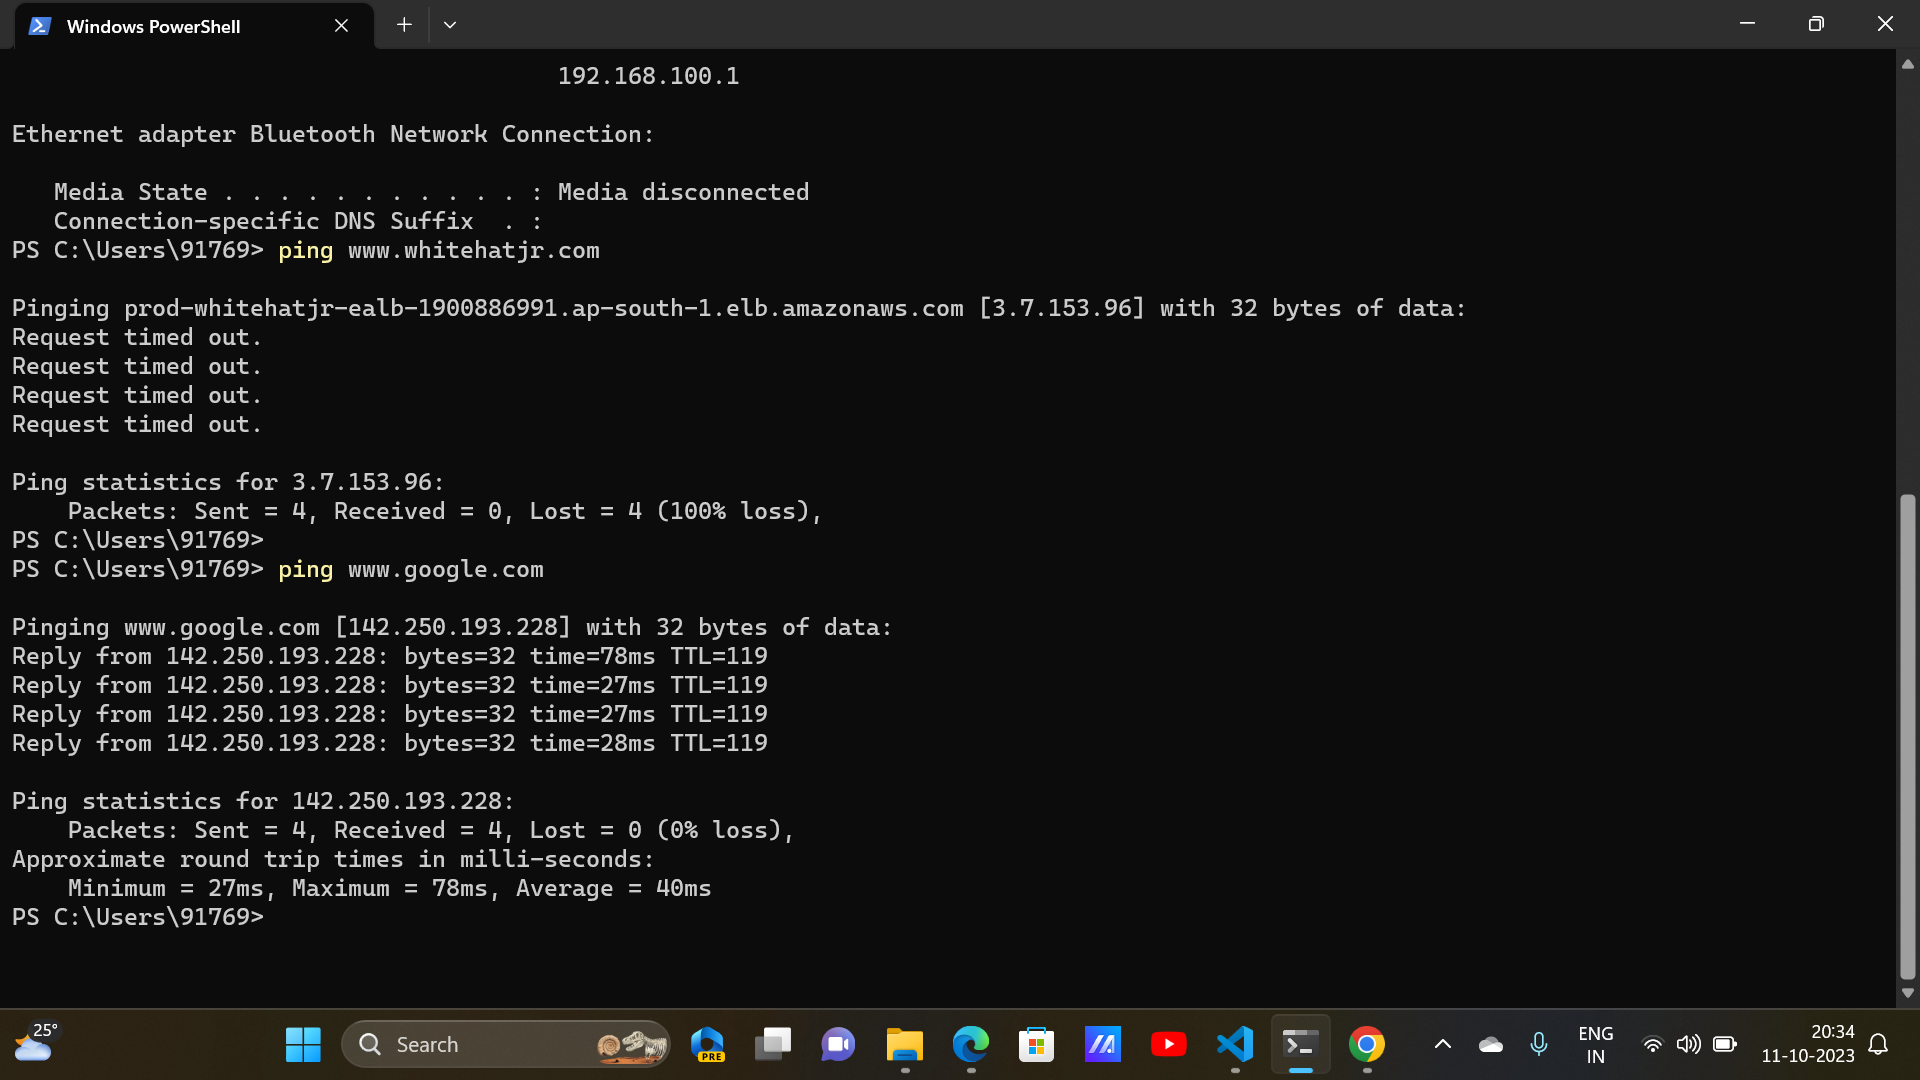 Windows PowerShell
192.168.100.1
Ethernet adapter Bluetooth Network Connection:
Media State . . . . . . . . . . . : Media disconnected
Connection-specific DNS Suffix  . :
PS C:\Users\91769> ping www.whitehatjr.com
Pinging prod-whitehatjr-ealb-1900886991.ap-south-1.elb.amazonaws.com [3.7.153.96] with 32 bytes of data:
Request timed out.
Request timed out.
Request timed out.
Request timed out.
Ping statistics for 3.7.153.96:
Packets: Sent = 4, Received = 0, Lost = 4 (100% loss),
PS C:\Users\91769>
PS C:\Users\91769> ping www.google.com
Pinging www.google.com [142.250.193.228] with 32 bytes of data:
Reply from 142.250.193.228: bytes=32 time=78ms TTL=119
Reply from 142.250.193.228: bytes=32 time=27ms TTL=119
Reply from 142.250.193.228: bytes=32 time=27ms TTL=119
Reply from 142.250.193.228: bytes=32 time=28ms TTL=119
Ping statistics for 142.250.193.228:
Packets: Sent = 4, Received = 4, Lost = 0 (0% loss),
Approximate round trip times in milli-seconds:
Minimum = 27ms, Maximum = 78ms, Average = 40ms
PS C:\Users\91769>
25°
Search
PRE
ENG
IN
20:34
11-10-2023